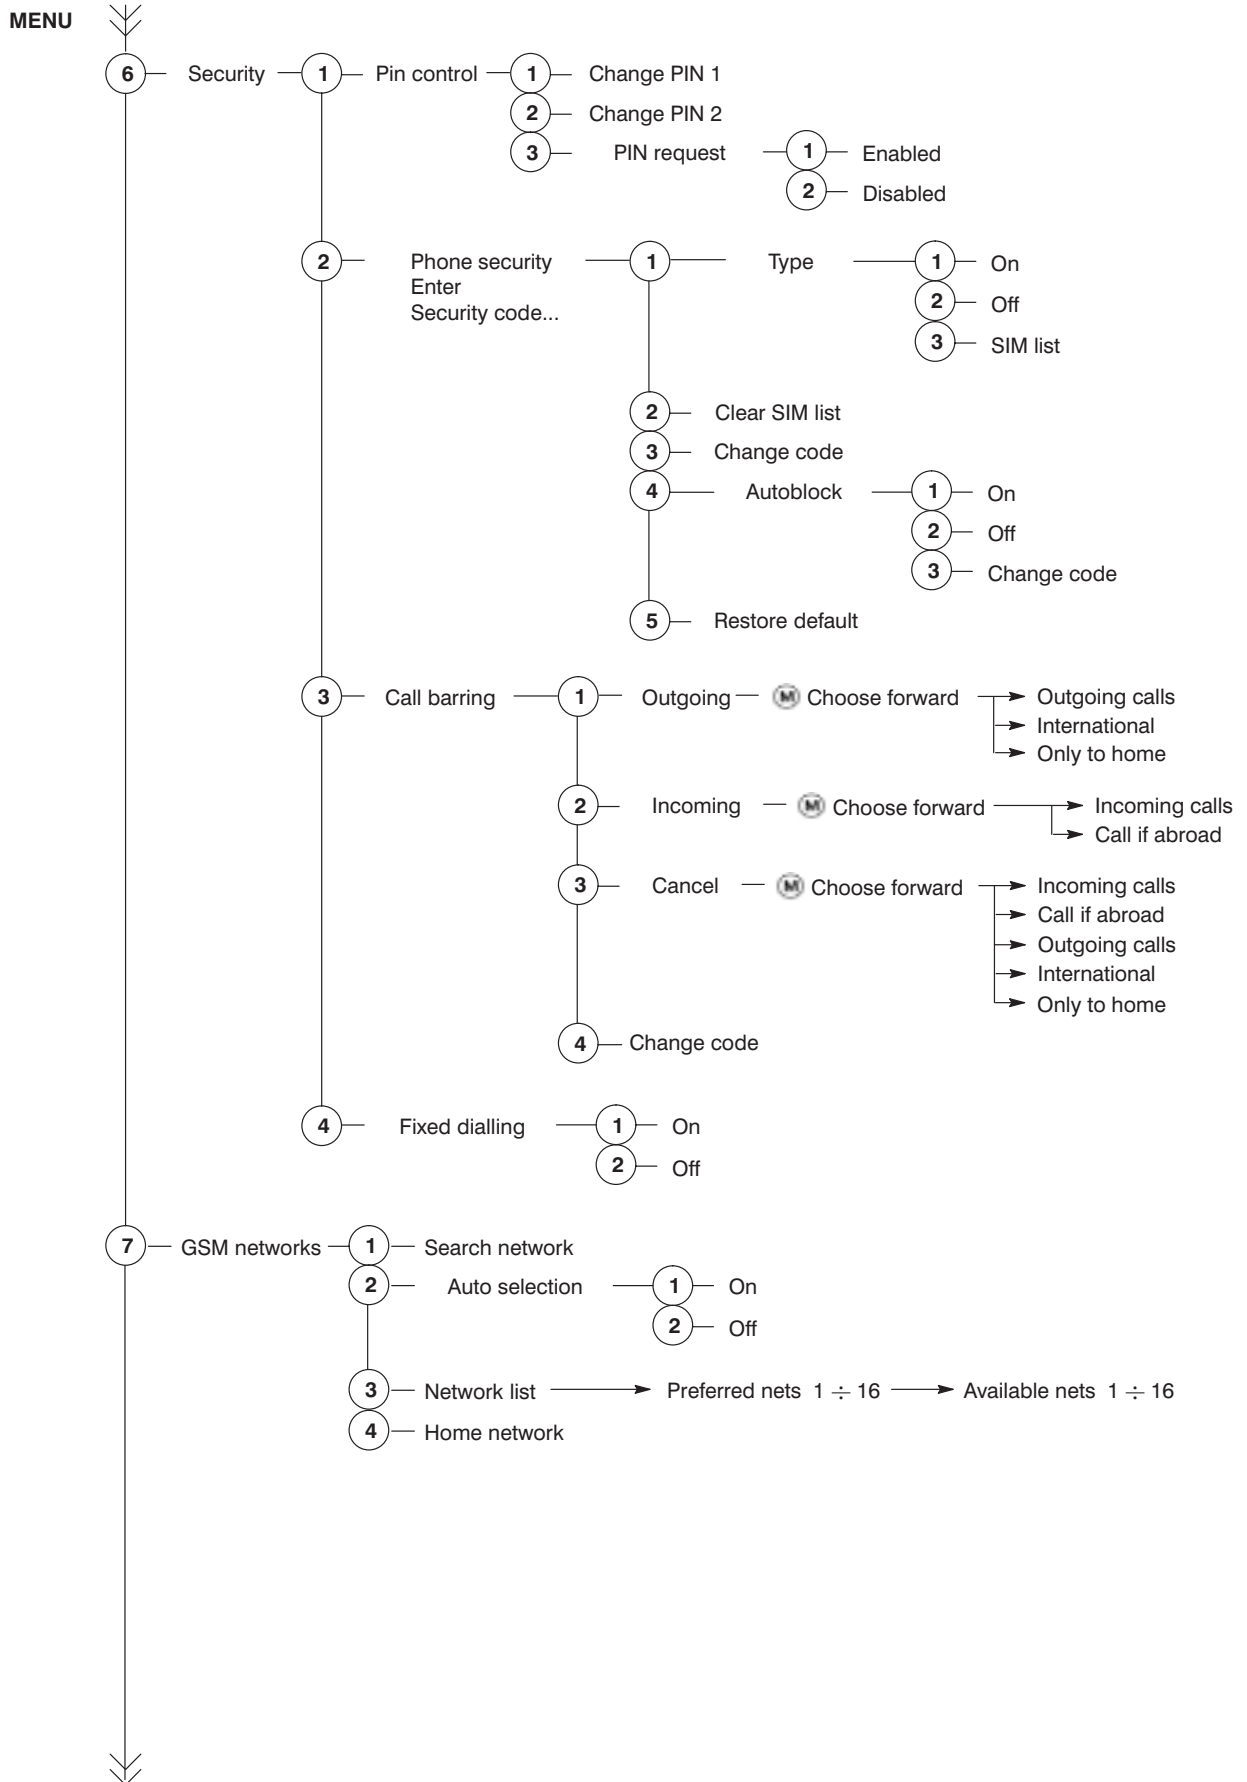 MENU
6 Security 1 Pin control 1 Change PIN 1
2 Change PIN 2
3 PIN request 1 Enabled
2 Disabled
2 Phone security 1 Type 1 On
Enter
Security code...
2 Off
3 SIM list
2 Clear SIM list
3 Change code
4 Autoblock 1 On
2 Off
3 Change code
5 Restore default
3 Call barring 1 Outgoing M Choose forward Outgoing calls
International
Only to home
2 Incoming M Choose forward Incoming calls
Call if abroad
3 Cancel M Choose forward Incoming calls
Call if abroad
Outgoing calls
International
Only to home
4 Change code
4 Fixed dialling 1 On
2 Off
7 GSM networks 1 Search network
2 Auto selection 1 On
2 Off
3 Network list Preferred nets 1 ÷ 16 Available nets 1 ÷ 16
4 Home network